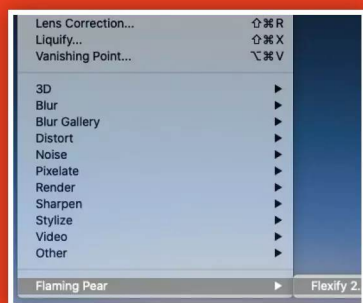 Lens Correction... ⇧⌘R
Liquify... ⇧⌘X
Vanishing Point... ⌥⌘V
3D ▶
Blur ▶
Blur Gallery ▶
Distort ▶
Noise ▶
Pixelate ▶
Render ▶
Sharpen ▶
Stylize ▶
Video ▶
Other ▶
Flaming Pear ▶ Flexify 2.